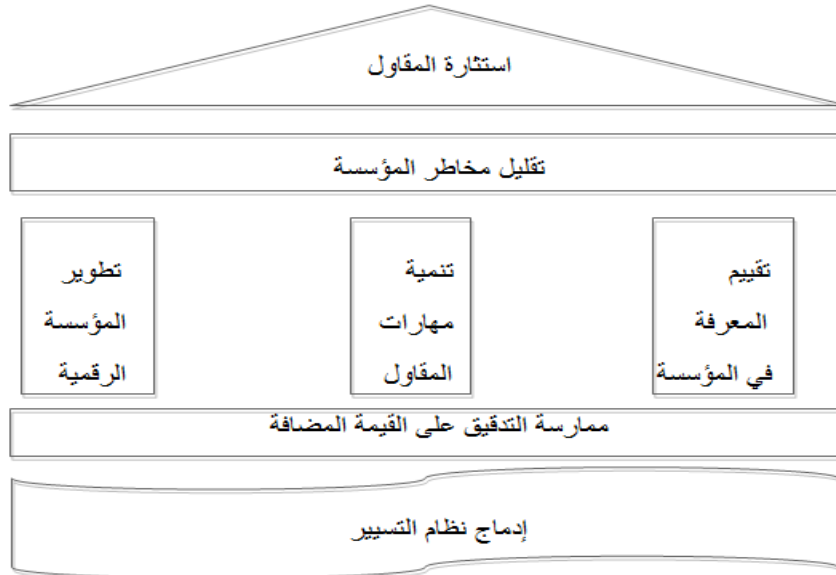 استثارة المقاول
تقليل مخاطر المؤسسة
تقييم
المعرفة
في المؤسسة
تنمية
مهارات
المقاول
تطوير
المؤسسة
الرقمية
ممارسة التدقيق على القيمة المضافة
إدماج نظام التسيير